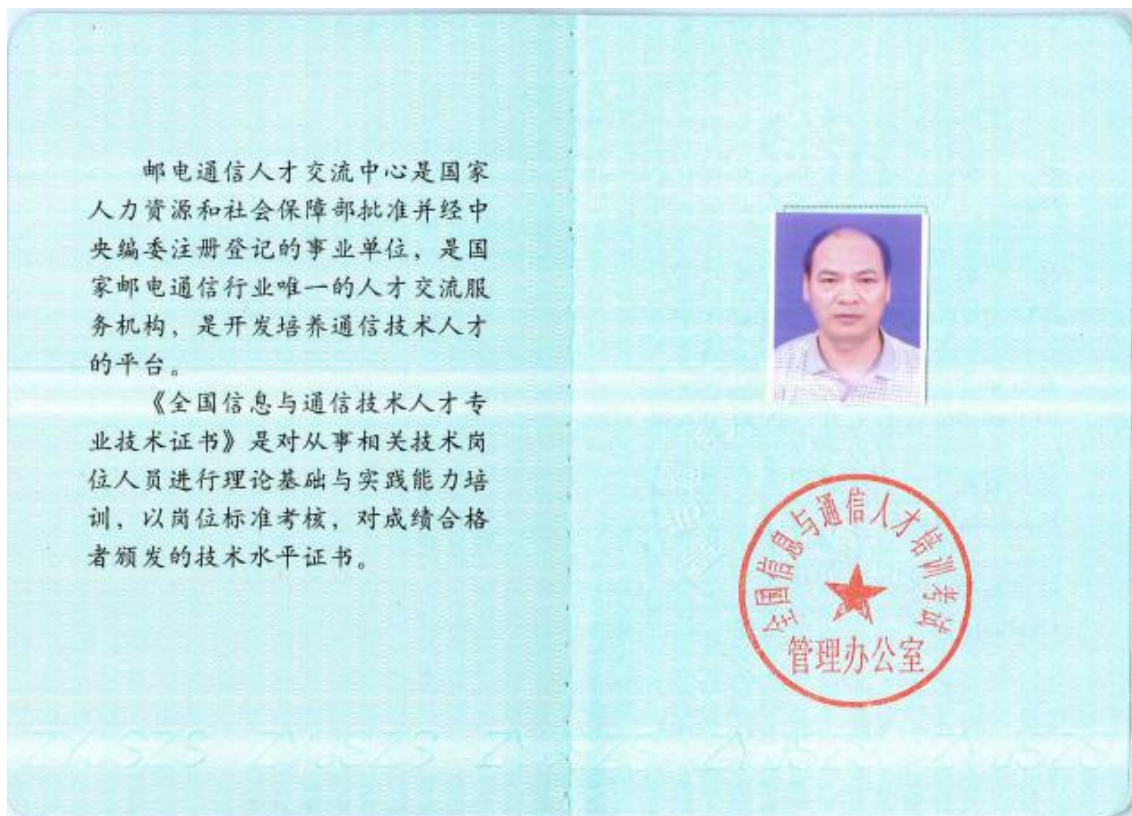 邮电通信人才交流中心是国家
人力资源和社会保障部批准并经中
央编委注册登记的事业单位，是国
家邮电通信行业唯一的人才交流服
务机构，是开发培养通信技术人才
的平台。
《全国信息与通信技术人才专
业技术证书》是对从事相关技术岗
位人员进行理论基础与实践能力培
训，以岗位标准考核，对成绩合格
者颁发的技术水平证书。
全国信息与通信人才培训考试
管理办公室